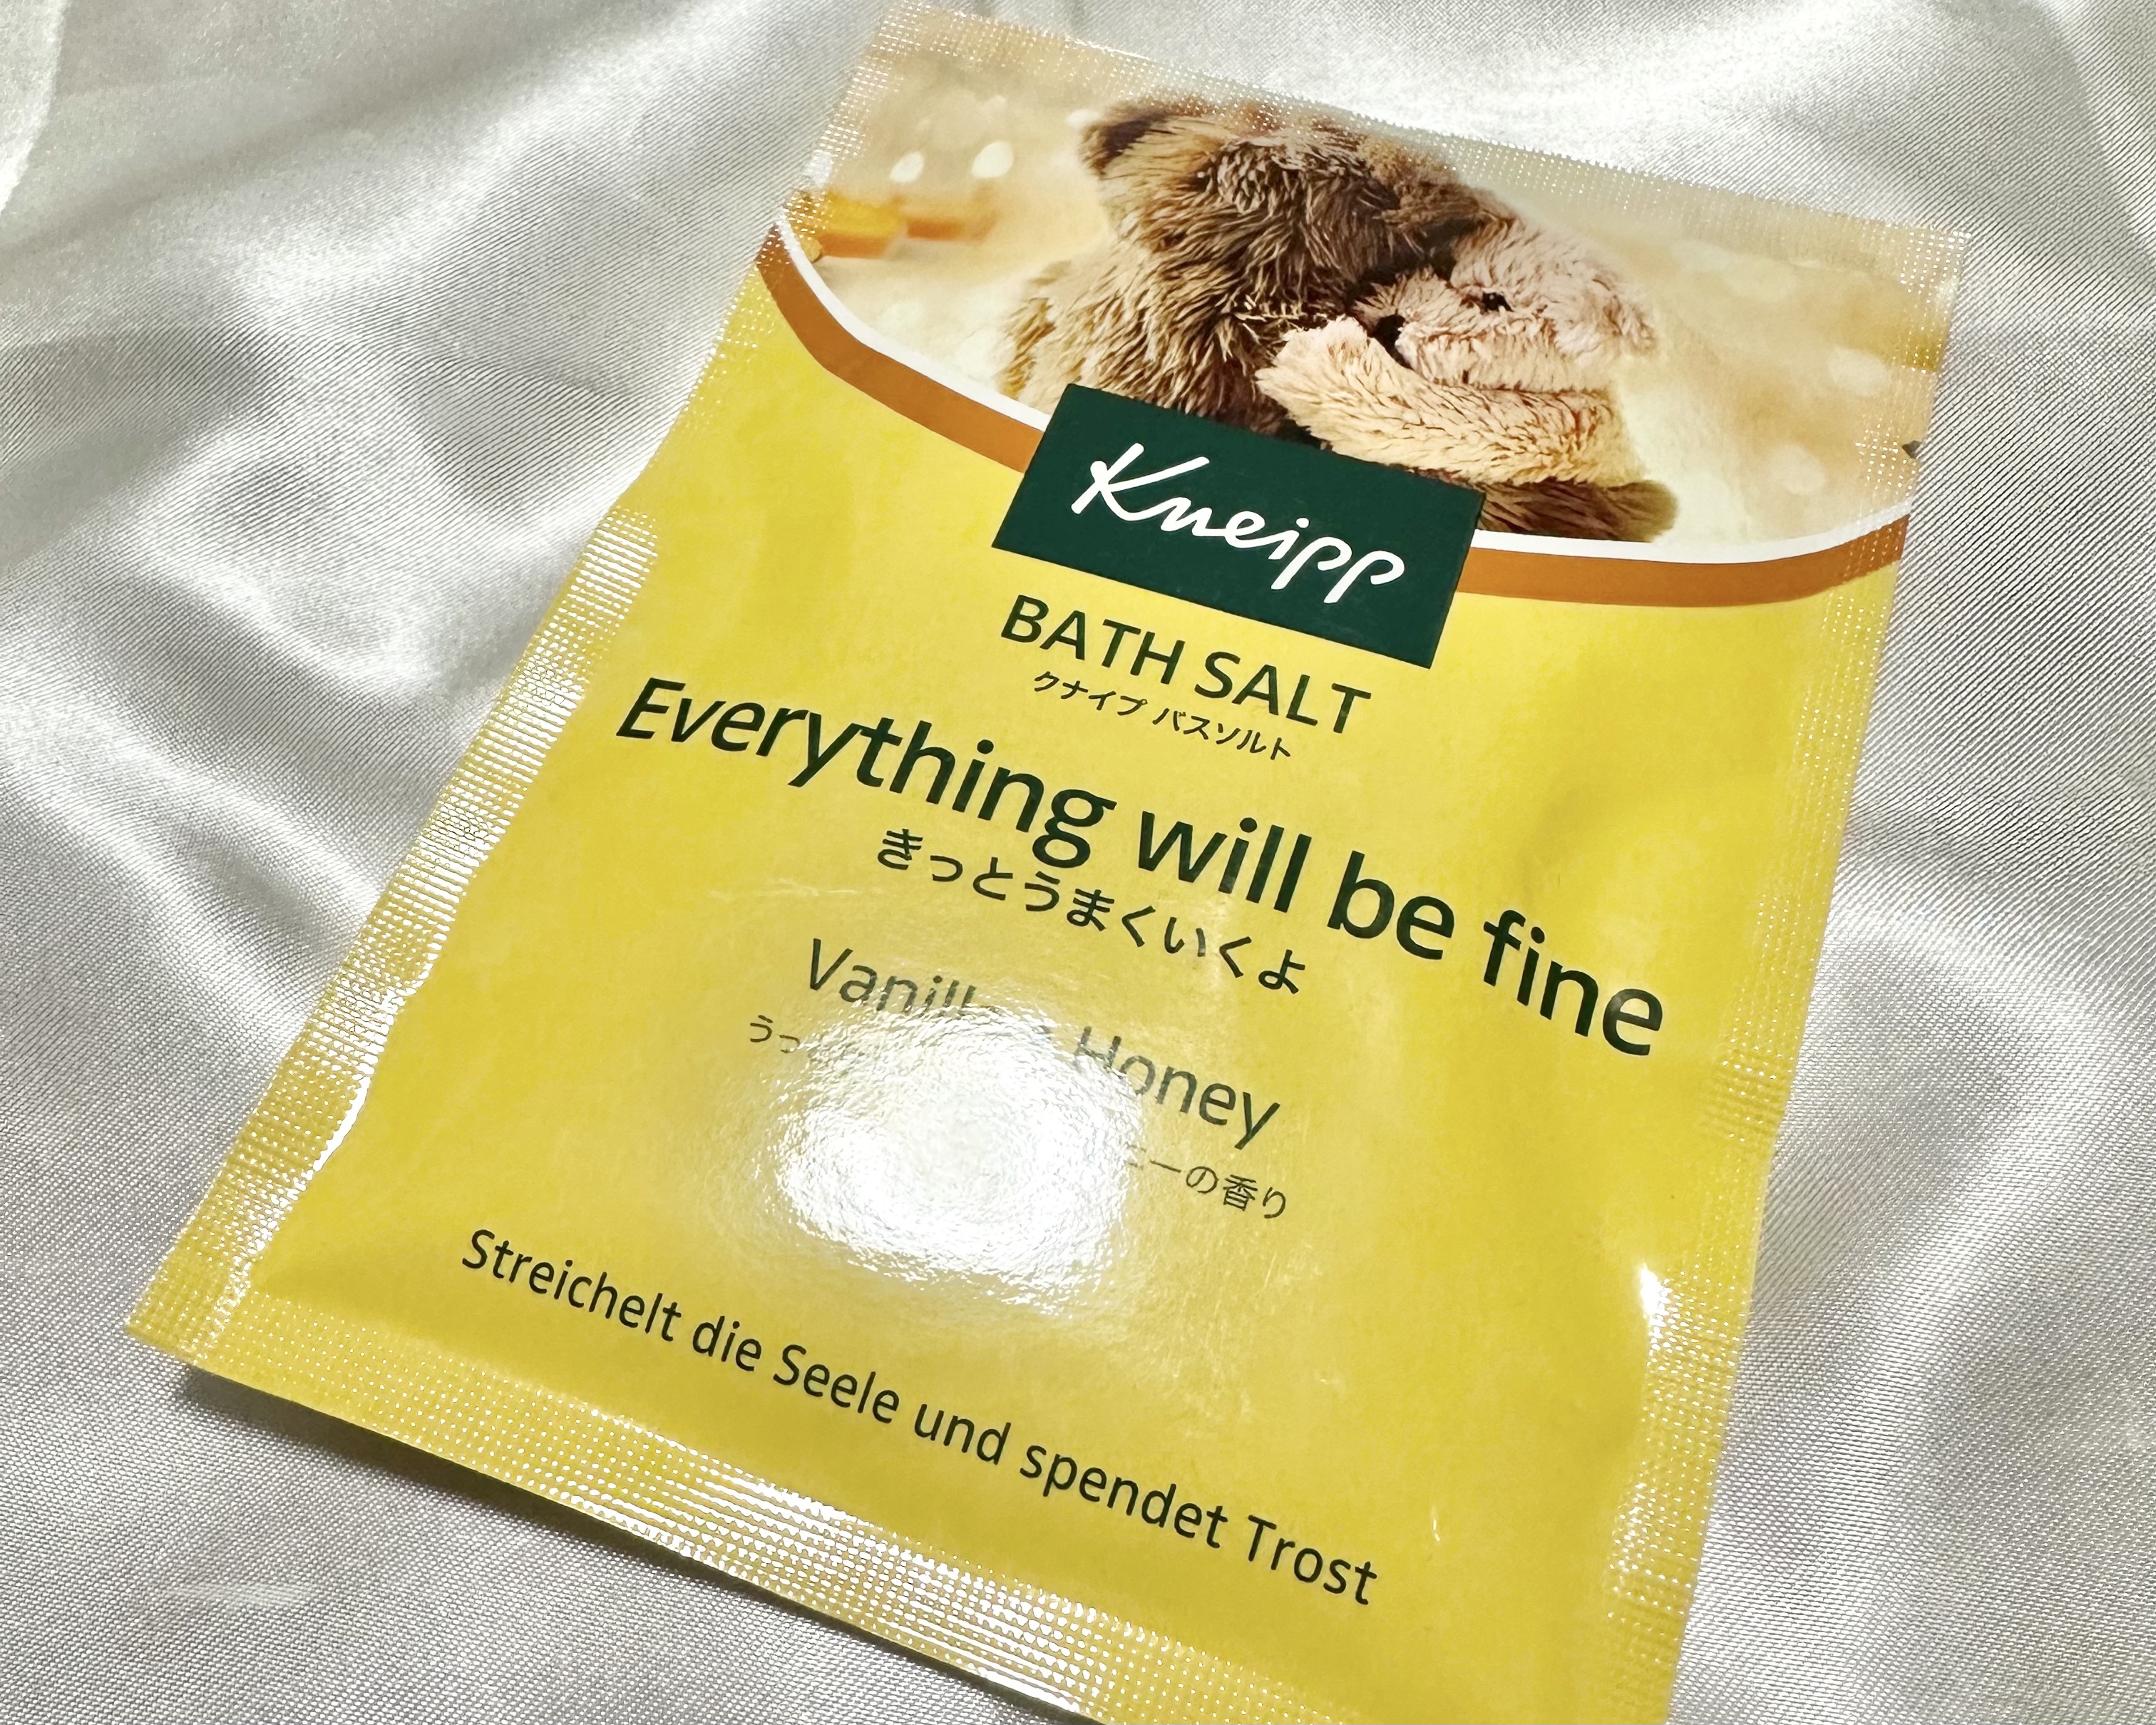 Kneipp
BATH SALT
クナイプ バスソルト
Everything will be fine
きっとうまくいくよ
Honey
の香り
Streichelt die Seele und spendet Trost